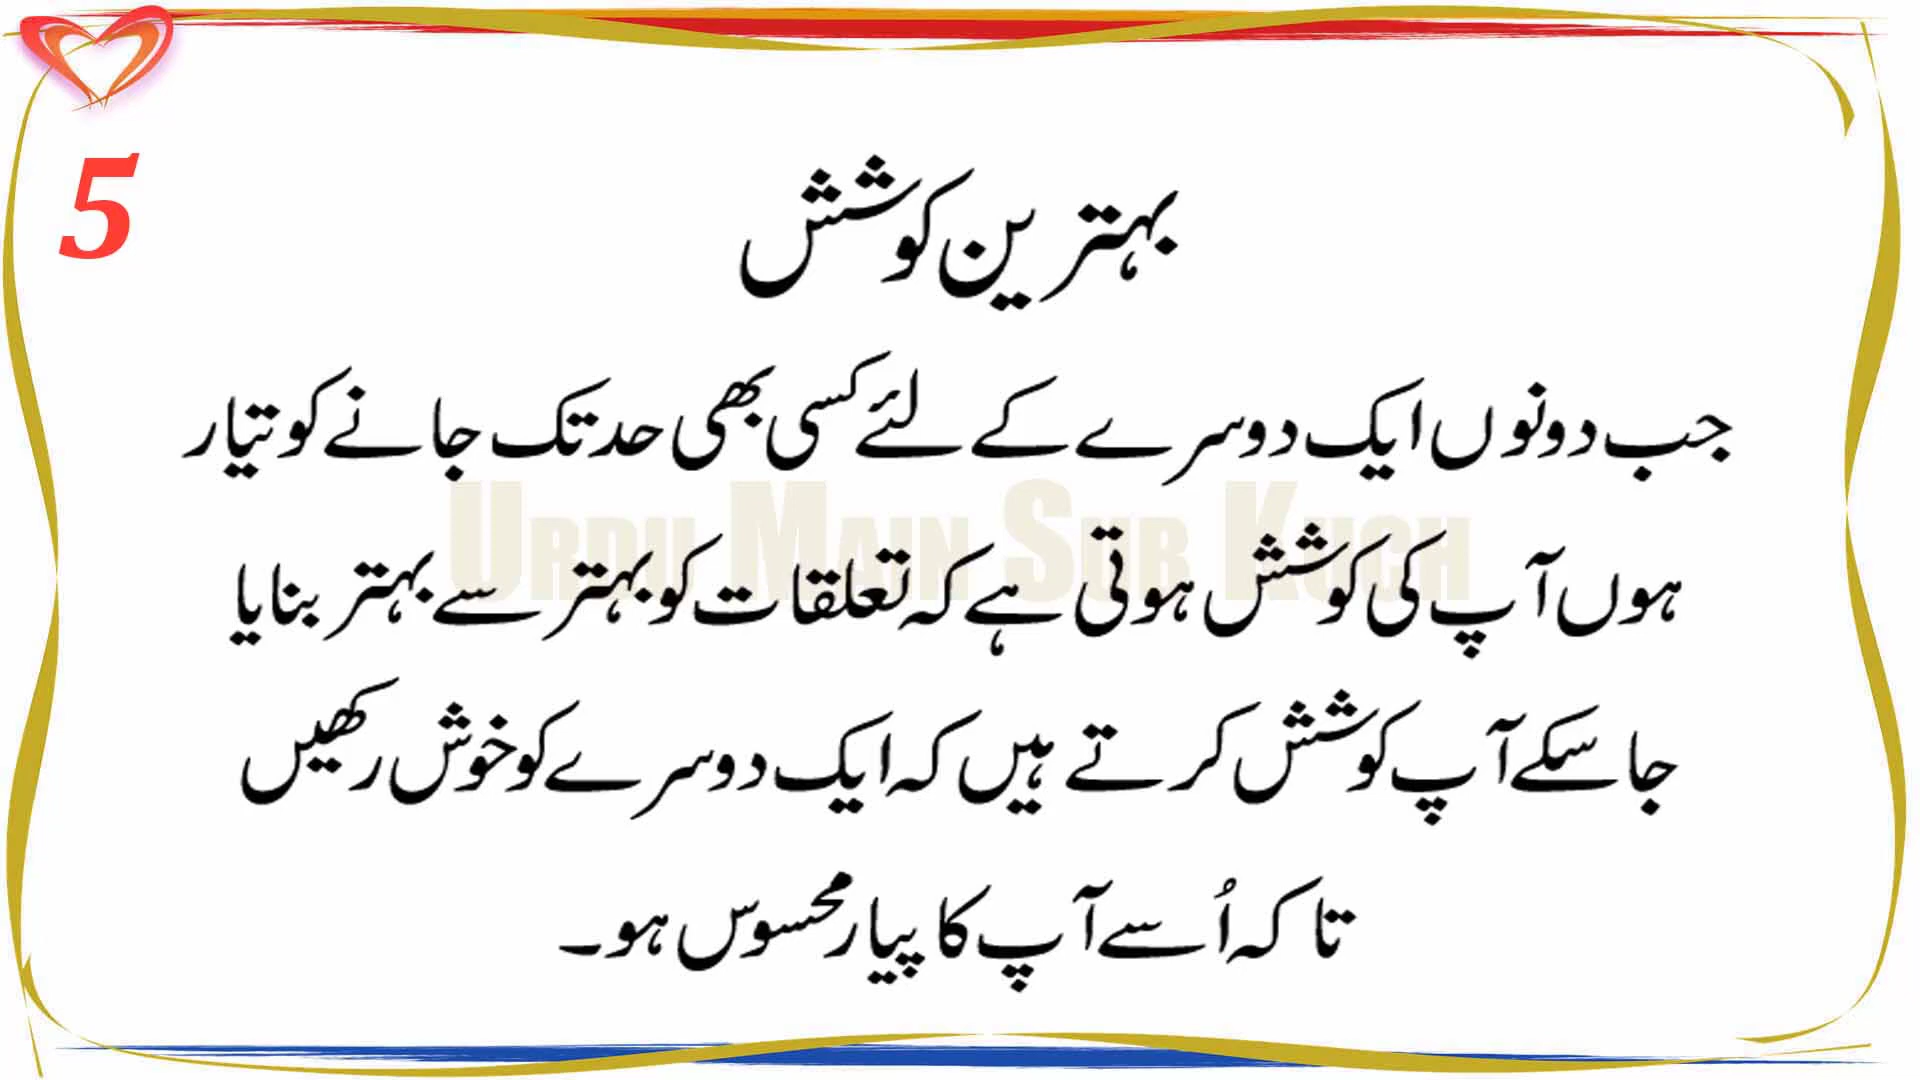 5
بہترین کوشش
جب دونوں ایک دوسرے کے لئے کسی بھی حد تک جانے کو تیار
ہوں آپ کی کوشش ہوتی ہے کہ تعلقات کو بہتر سے بہتر بنایا
جا سکے آپ کوشش کرتے ہیں کہ ایک دوسرے کو خوش رکھیں
تا کہ اُسے آپ کا پیار محسوس ہو۔
URDU MAIN SUB KUCH